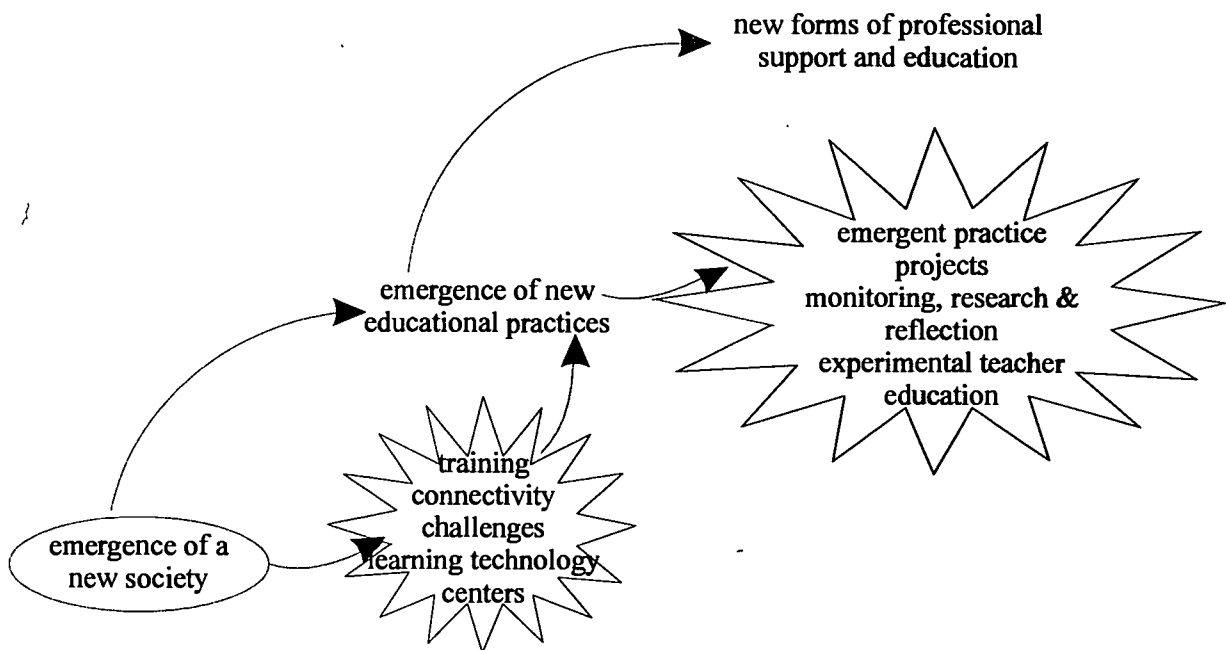 new forms of professional
support and education
emergent practice
projects
monitoring, research &
reflection
experimental teacher
education
emergence of new
educational practices
training
connectivity
challenges
learning technology
centers
emergence of a
new society